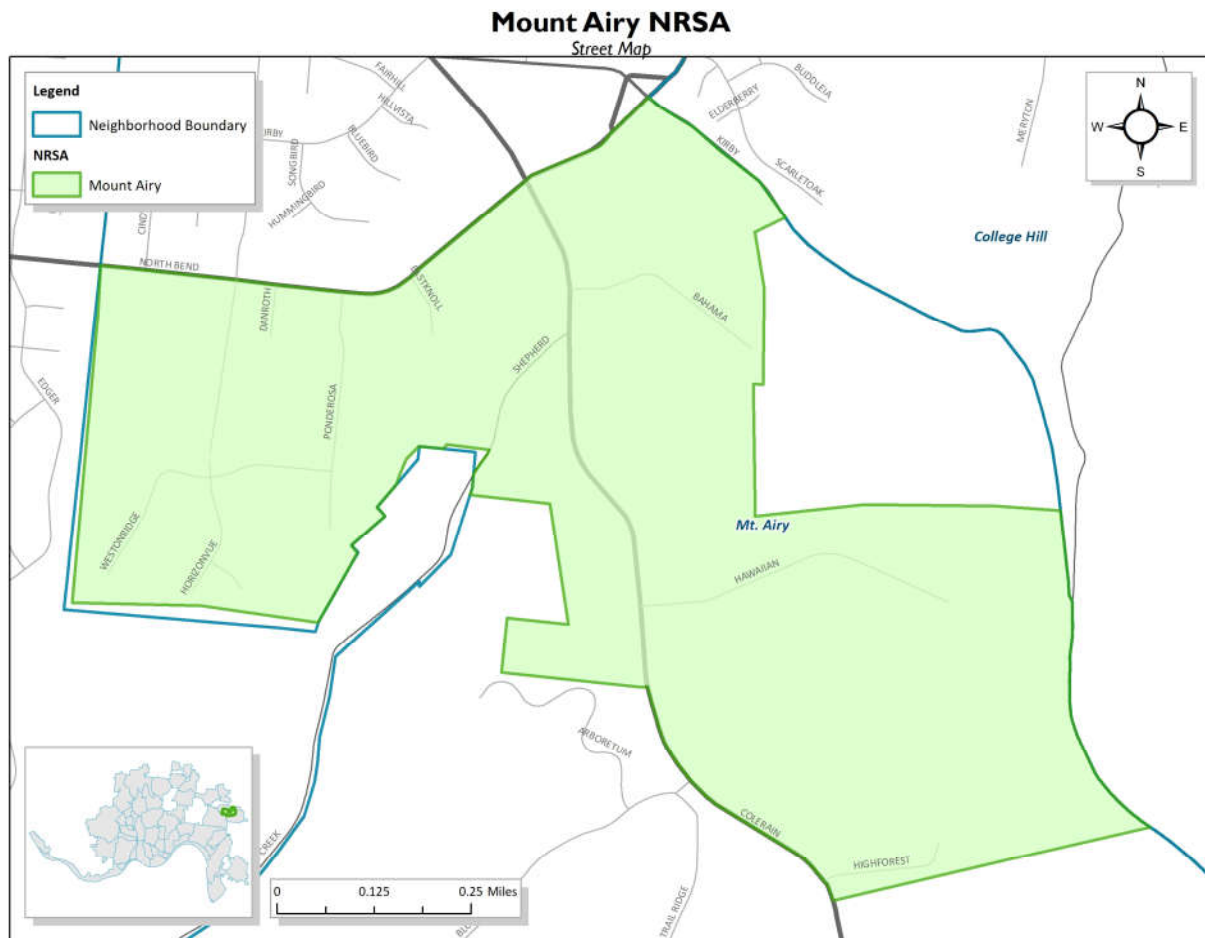 Mount Airy NRSA
Street Map
Legend
Neighborhood Boundary
NRSA
Mount Airy
FAIRHILL
HILLVISTA
BLUEBIRD
SONGBIRD
HUMMINGBIRD
NORTH BEND
BUDDLEIA
ELDERBERRY
KIRBY
SCARLETOAK
MERYTON
N
W
E
S
College Hill
DANROTH
BAHAMA
SHEPHERD
EDGER
PONDEROSA
WESTONRIDGE
HORIZONVUE
Mt. Airy
HAWAIIAN
ARBORETUM
COLERAIN
HIGHFOREST
CREEK
TRAIL RIDGE
0
0.125
0.25 Miles